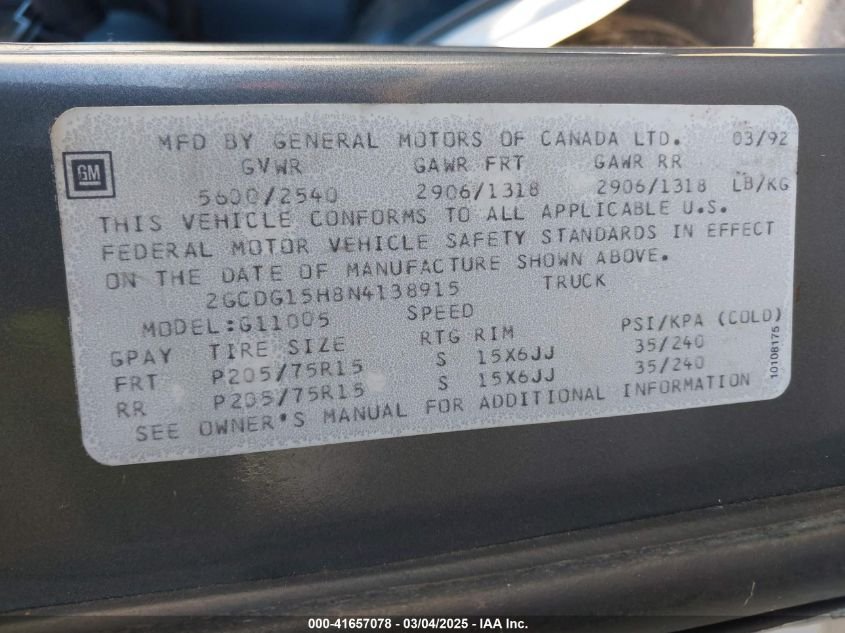 MFD BY GENERAL MOTORS OF CANADA LTD. 03/92
GM
GVWR GAWR FRT GAWR RR
5600/2540 2906/1318 2906/1318 LB/KG
THIS VEHICLE CONFORMS TO ALL APPLICABLE U.S.
FEDERAL MOTOR VEHICLE SAFETY STANDARDS IN EFFECT
ON THE DATE OF MANUFACTURE SHOWN ABOVE.
2GCDG15H8N4138915 TRUCK
MODEL:G11005 SPEED
GPAY TIRE SIZE RTG RIM PSI/KPA (COLD)
FRT P205/75R15 S 15X6JJ 35/240
RR P205/75R15 S 15X6JJ 35/240
SEE OWNER'S MANUAL FOR ADDITIONAL INFORMATION
10108175
000-41657078 - 03/04/2025 - IAA Inc.